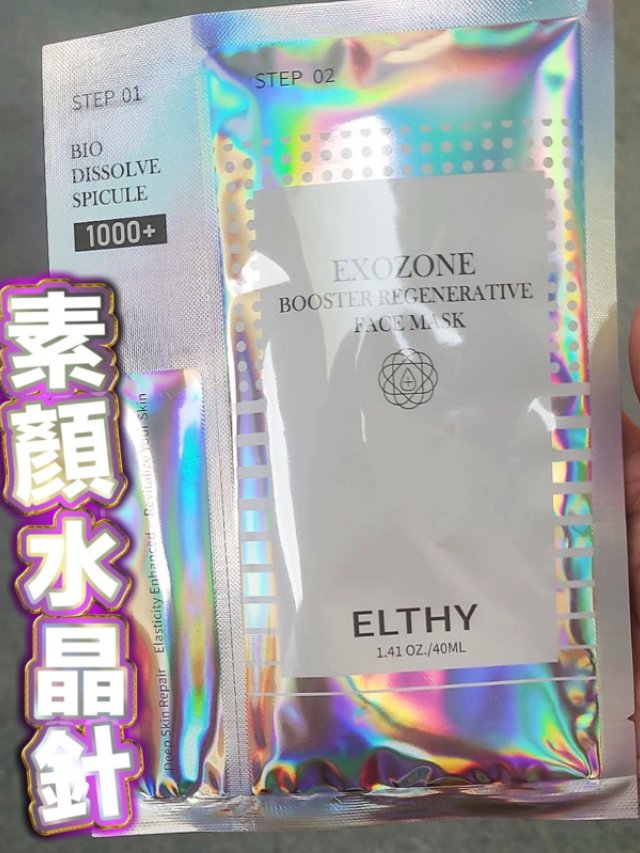 STEP 01
BIO
DISSOLVE
SPICULE
1000+
STEP 02
EXOZONE
BOOSTER REGENERATIVE
FACE MASK
ELTHY
1.41 OZ./40ML
Deep Skin Repair Elasticity Enhanced Revitalize Your Skin
素顏水晶針